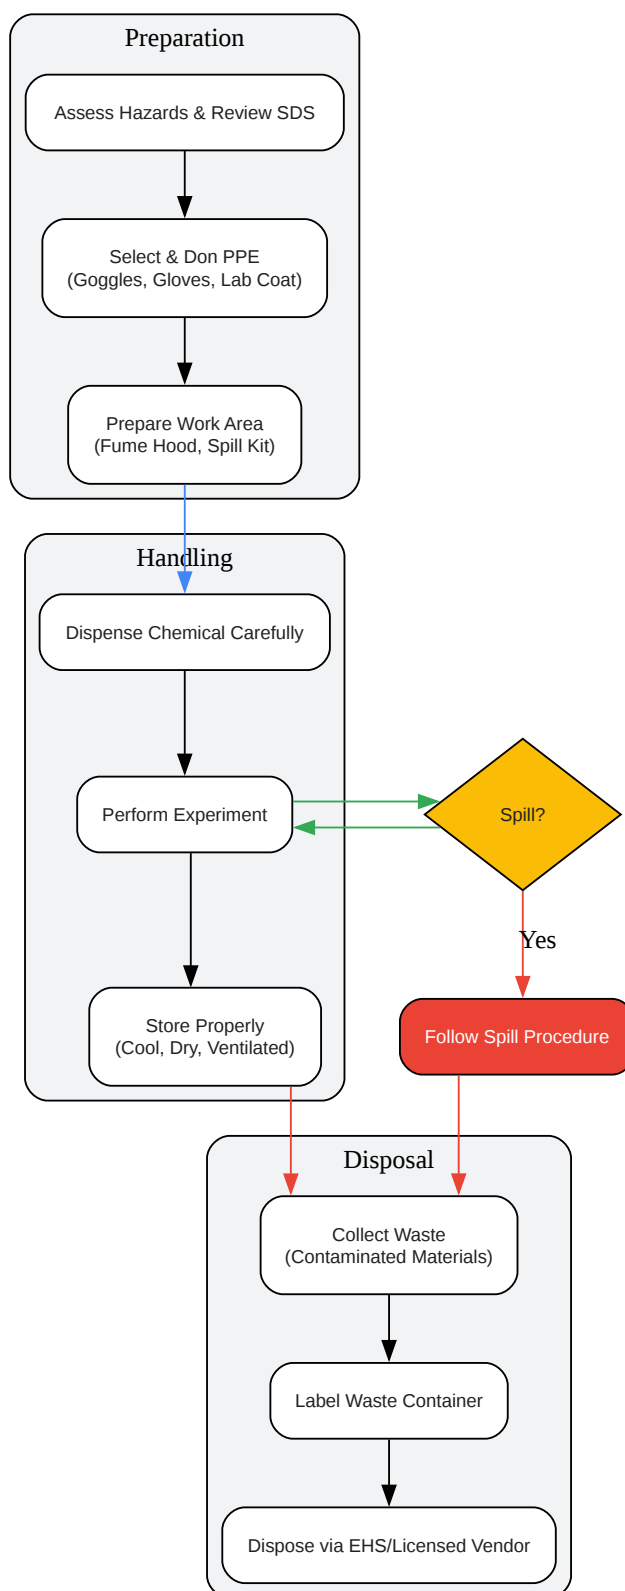 Preparation
Assess Hazards & Review SDS
Select & Don PPE
(Goggles, Gloves, Lab Coat)
Prepare Work Area
(Fume Hood, Spill Kit)
Handling
Dispense Chemical Carefully
Perform Experiment
Spill?
Yes
Store Properly
(Cool, Dry, Ventilated)
Follow Spill Procedure
Disposal
Collect Waste
(Contaminated Materials)
Label Waste Container
Dispose via EHS/Licensed Vendor